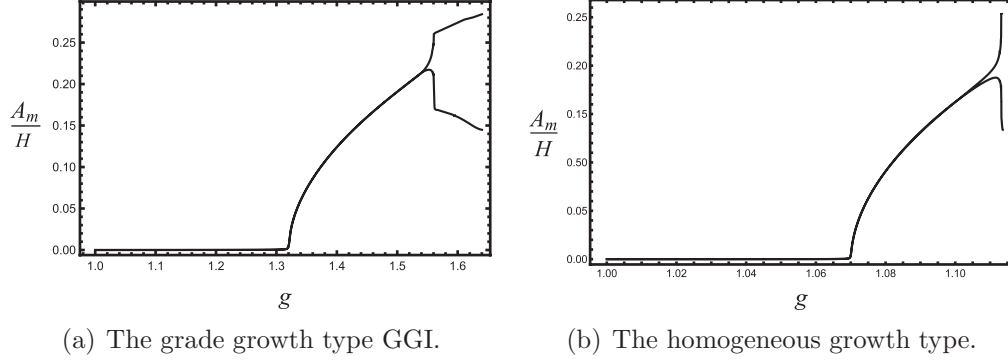 0.25
0.20
0.15
0.10
0.05
0.00
A_m
H
1.0 1.1 1.2 1.3 1.4 1.5 1.6
g
(a) The grade growth type GGI.
0.25
0.20
0.15
0.50
0.05
0.00
A_m
H
1.00 1.02 1.04 1.06 1.08 1.10
g
(b) The homogeneous growth type.